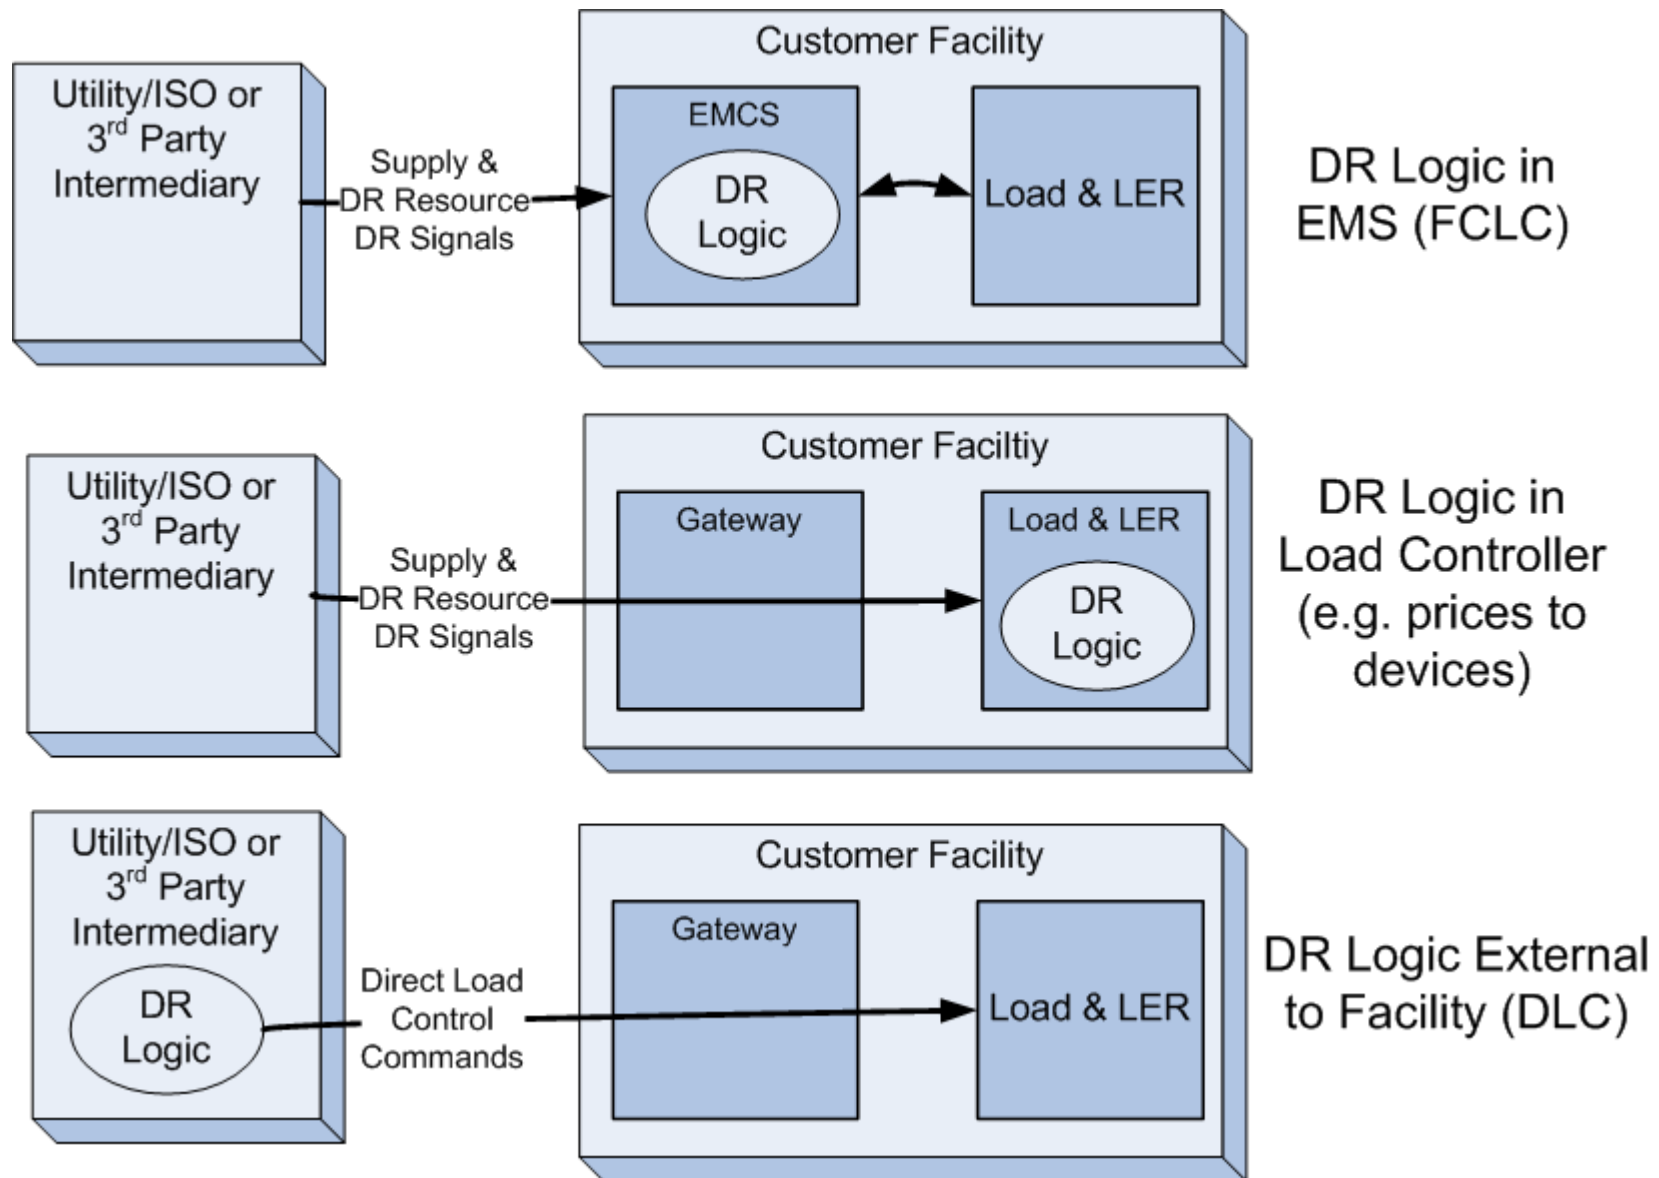 Utility/ISO or
3rd Party
Intermediary
Supply &
DR Resource
DR Signals
Customer Facility
EMCS
DR
Logic
Load & LER
DR Logic in
EMS (FCLC)
Utility/ISO or
3rd Party
Intermediary
Supply &
DR Resource
DR Signals
Customer Faciltiy
Gateway
Load & LER
DR
Logic
DR Logic in
Load Controller
(e.g. prices to
devices)
Utility/ISO or
3rd Party
Intermediary
DR
Logic
Direct Load
Control
Commands
Customer Facility
Gateway
Load & LER
DR Logic External
to Facility (DLC)